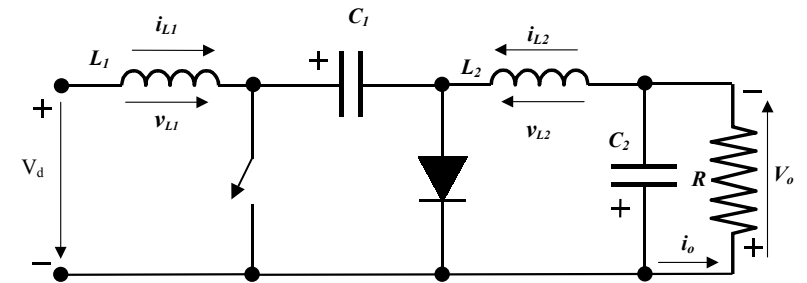 i_L1
C_1
i_L2
L_1
+
L_2
−
+
v_L1
v_L2
C_2
V_d
R
V_o
+
+
−
i_o